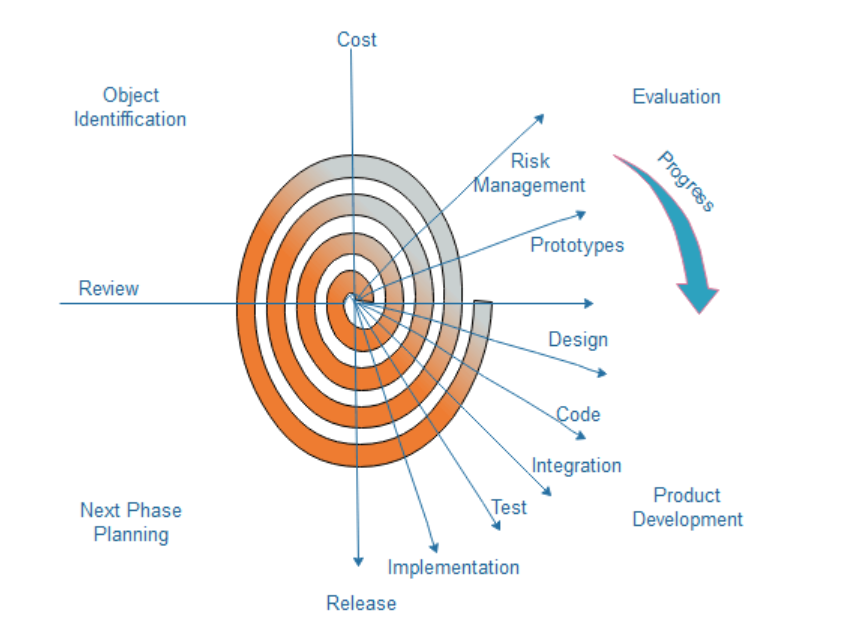 Cost
Object
Identiffication
Evaluation
Risk
Management
Progress
Prototypes
Review
Design
Code
Integration
Next Phase
Planning
Test
Product
Development
Implementation
Release